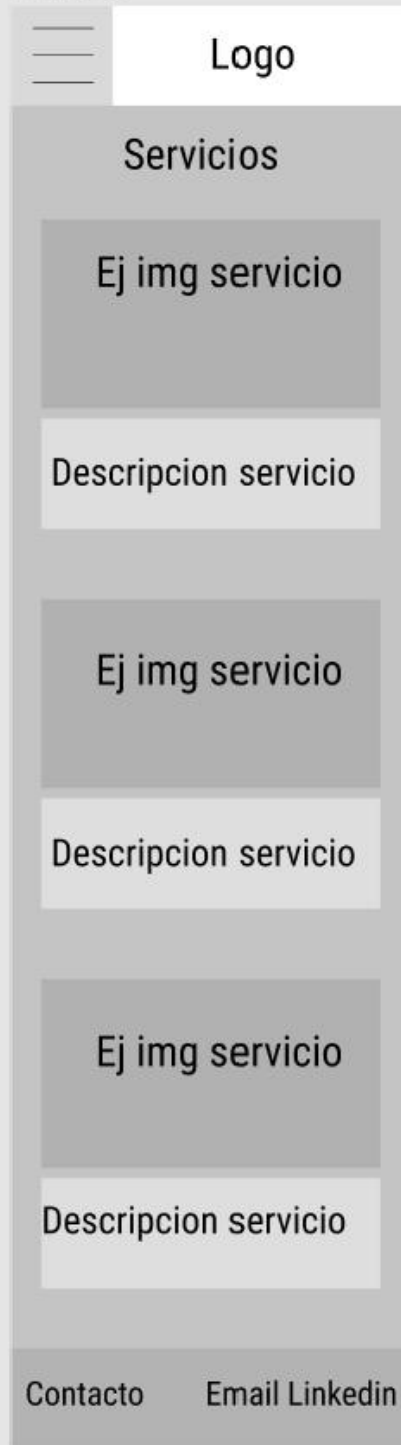 Logo
Servicios
Ej img servicio
Descripcion servicio
Ej img servicio
Descripcion servicio
Ej img servicio
Descripcion servicio
Contacto Email Linkedin